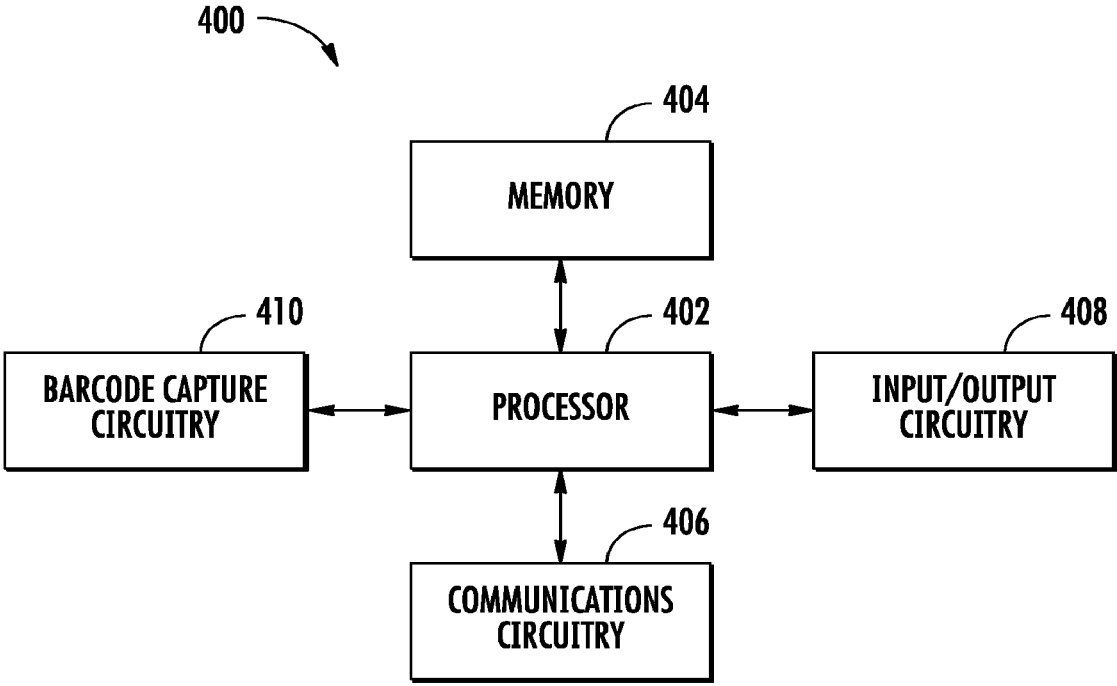 400
404
MEMORY
410
402
408
BARCODE CAPTURE
CIRCUITRY
PROCESSOR
INPUT/OUTPUT
CIRCUITRY
406
COMMUNICATIONS
CIRCUITRY